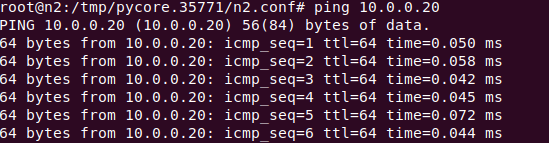 root@n2:/tmp/pycore.35771/n2.conf# ping 10.0.0.20
PING 10.0.0.20 (10.0.0.20) 56(84) bytes of data.
64 bytes from 10.0.0.20: icmp_seq=1 ttl=64 time=0.050 ms
64 bytes from 10.0.0.20: icmp_seq=2 ttl=64 time=0.058 ms
64 bytes from 10.0.0.20: icmp_seq=3 ttl=64 time=0.042 ms
64 bytes from 10.0.0.20: icmp_seq=4 ttl=64 time=0.045 ms
64 bytes from 10.0.0.20: icmp_seq=5 ttl=64 time=0.072 ms
64 bytes from 10.0.0.20: icmp_seq=6 ttl=64 time=0.044 ms